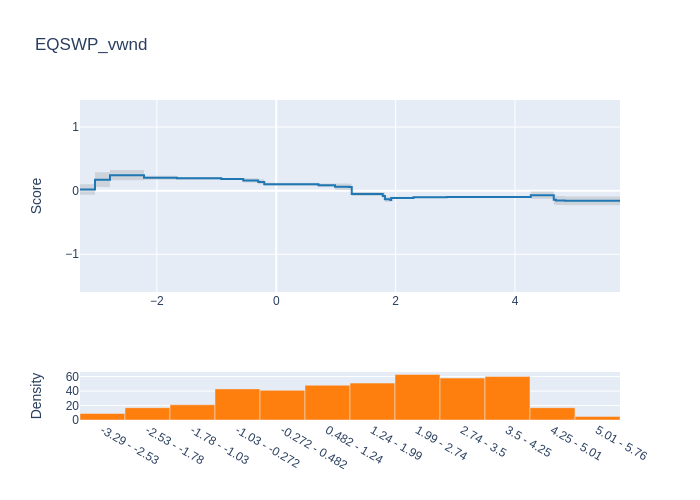 EQSWP_vwnd
1
0
−1
Score
−2
0
2
4
60
40
20
0
Density
-3.29 - -2.53
-2.53 - -1.78
-1.78 - -1.03
-1.03 - -0.272
-0.272 - 0.482
0.482 - 1.24
1.24 - 1.99
1.99 - 2.74
2.74 - 3.5
3.5 - 4.25
4.25 - 5.01
5.01 - 5.76